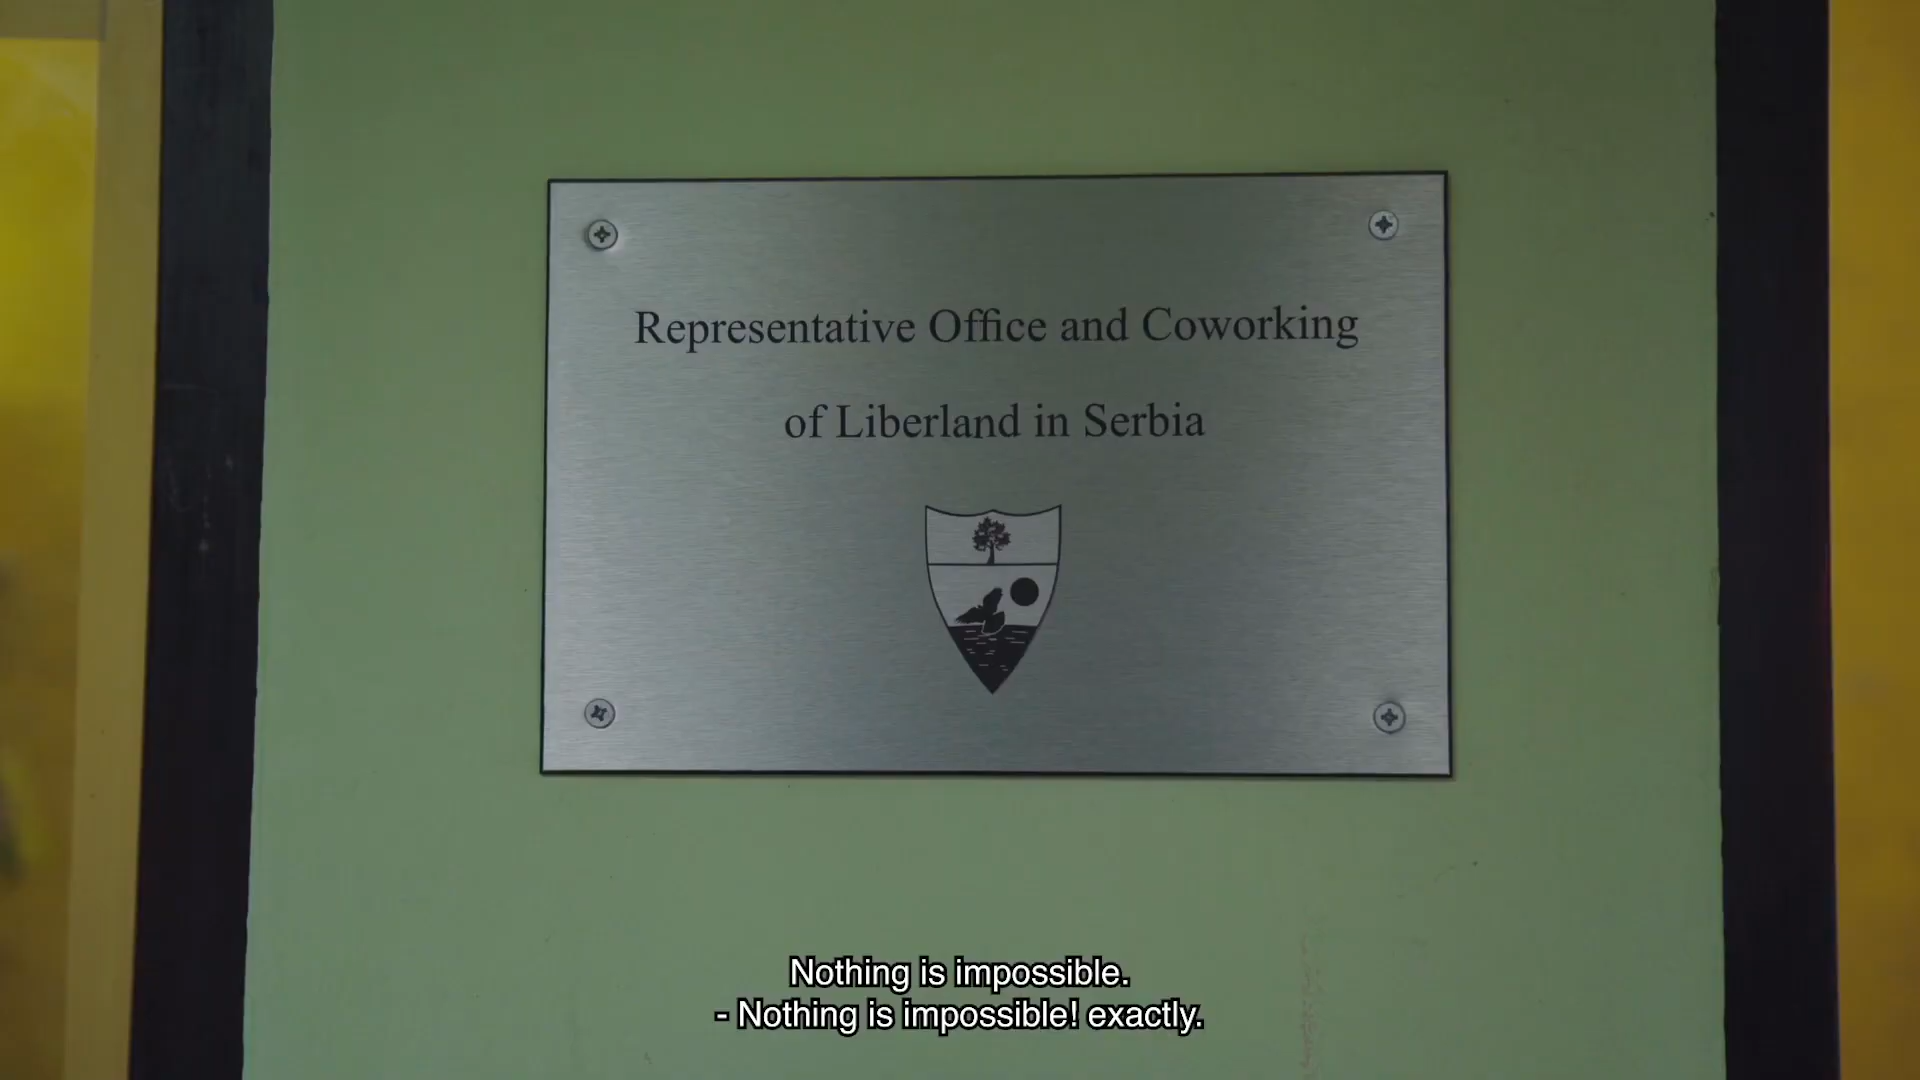 Representative Office and Coworking
of Liberland in Serbia
Nothing is impossible.
- Nothing is impossible! exactly.